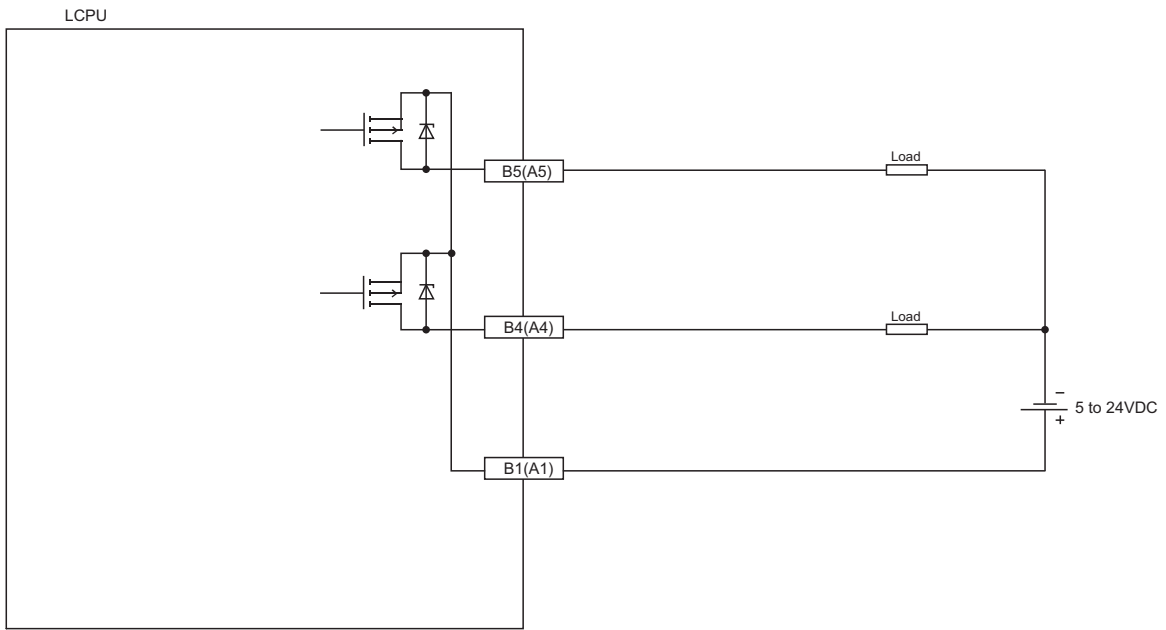 LCPU
Load
B5(A5)
Load
B4(A4)
−
5 to 24VDC
+
B1(A1)